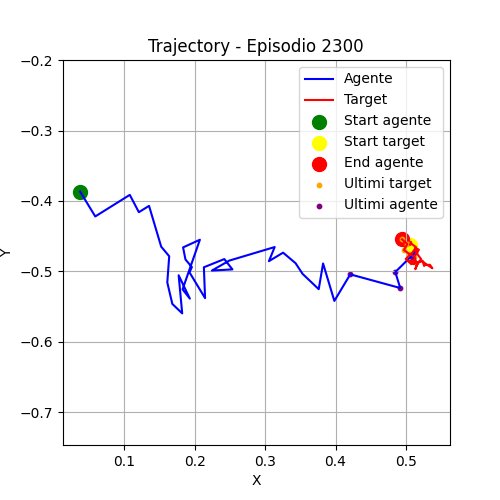 Trajectory - Episodio 2300
Agente
Target
Start agente
Start target
End agente
Ultimi target
Ultimi agente
−0.2
−0.3
−0.4
−0.5
−0.6
−0.7
Y
0.1 0.2 0.3 0.4 0.5
X